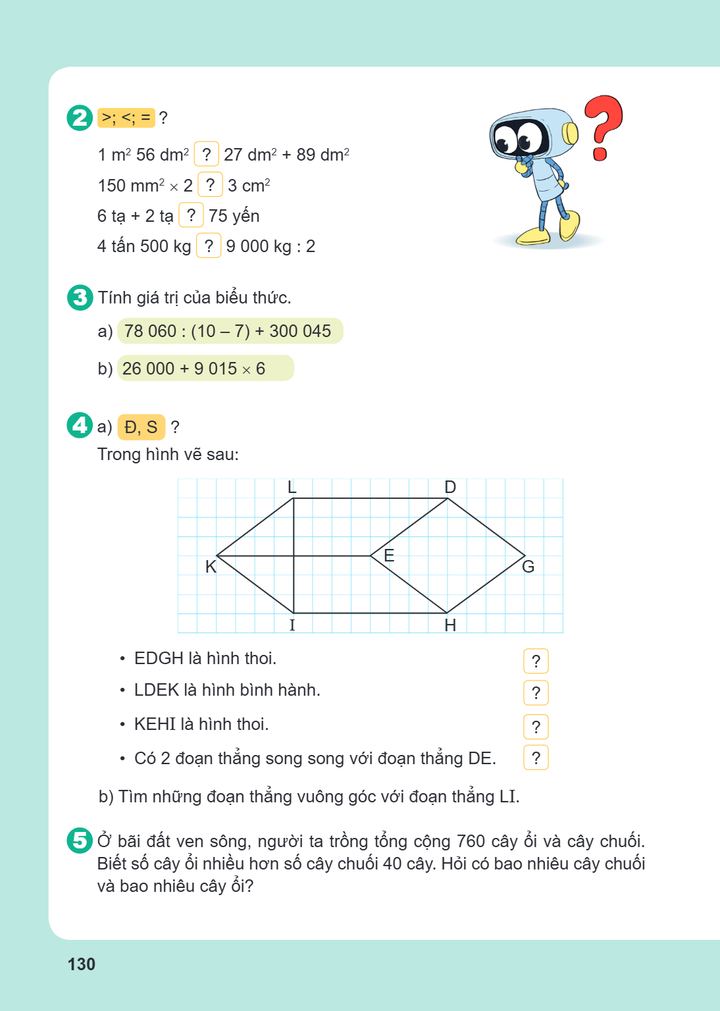 2 >; <; = ?
1 m² 56 dm² ? 27 dm² + 89 dm²
150 mm² × 2 ? 3 cm²
6 tạ + 2 tạ ? 75 yến
4 tấn 500 kg ? 9 000 kg : 2
?
3 Tính giá trị của biểu thức.
a) 78 060 : (10 – 7) + 300 045
b) 26 000 + 9 015 × 6
4 a) Đ, S ?
Trong hình vẽ sau:
L D
K E G
I H
• EDGH là hình thoi. ?
• LDEK là hình bình hành. ?
• KEHI là hình thoi. ?
• Có 2 đoạn thẳng song song với đoạn thẳng DE. ?
b) Tìm những đoạn thẳng vuông góc với đoạn thẳng LI.
5 Ở bãi đất ven sông, người ta trồng tổng cộng 760 cây ổi và cây chuối.
Biết số cây ổi nhiều hơn số cây chuối 40 cây. Hỏi có bao nhiêu cây chuối
và bao nhiêu cây ổi?
130